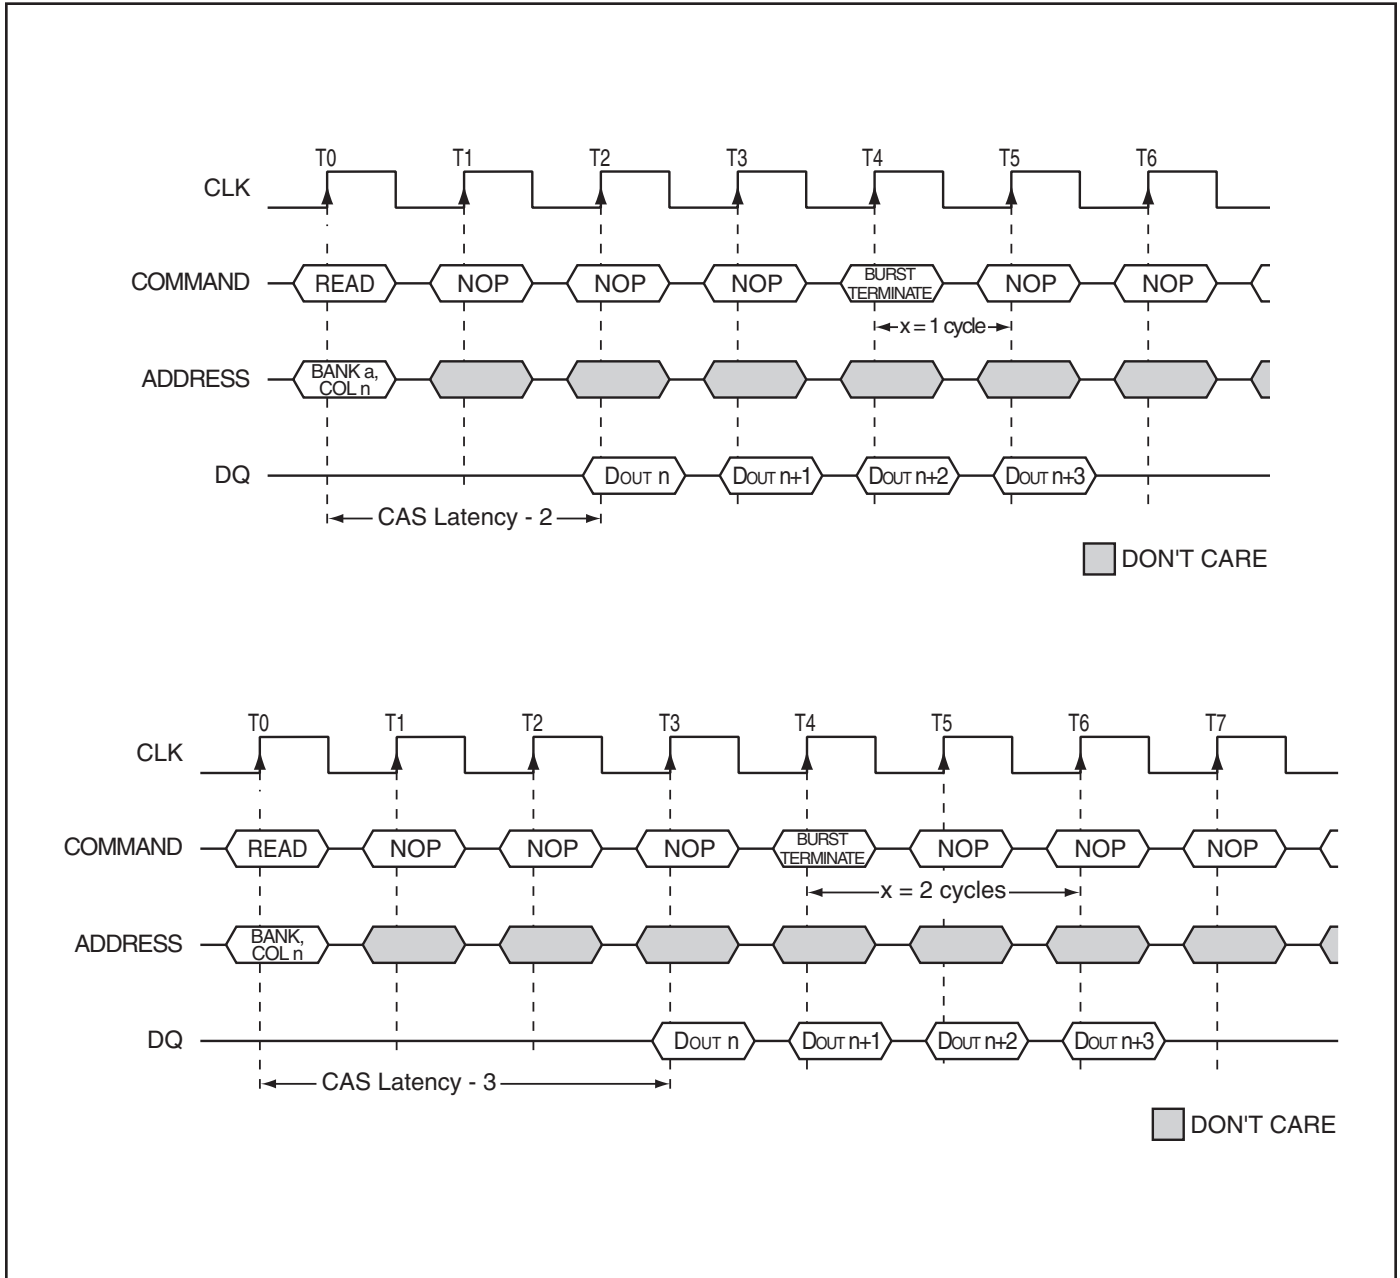 T0 T1 T2 T3 T4 T5 T6
CLK
COMMAND READ NOP NOP NOP BURST TERMINATE NOP NOP
x = 1 cycle
ADDRESS BANK a, COL n
DQ DOUT n DOUT n+1 DOUT n+2 DOUT n+3
CAS Latency - 2
DON'T CARE
T0 T1 T2 T3 T4 T5 T6 T7
CLK
COMMAND READ NOP NOP NOP BURST TERMINATE NOP NOP NOP
x = 2 cycles
ADDRESS BANK, COL n
DQ DOUT n DOUT n+1 DOUT n+2 DOUT n+3
CAS Latency - 3
DON'T CARE